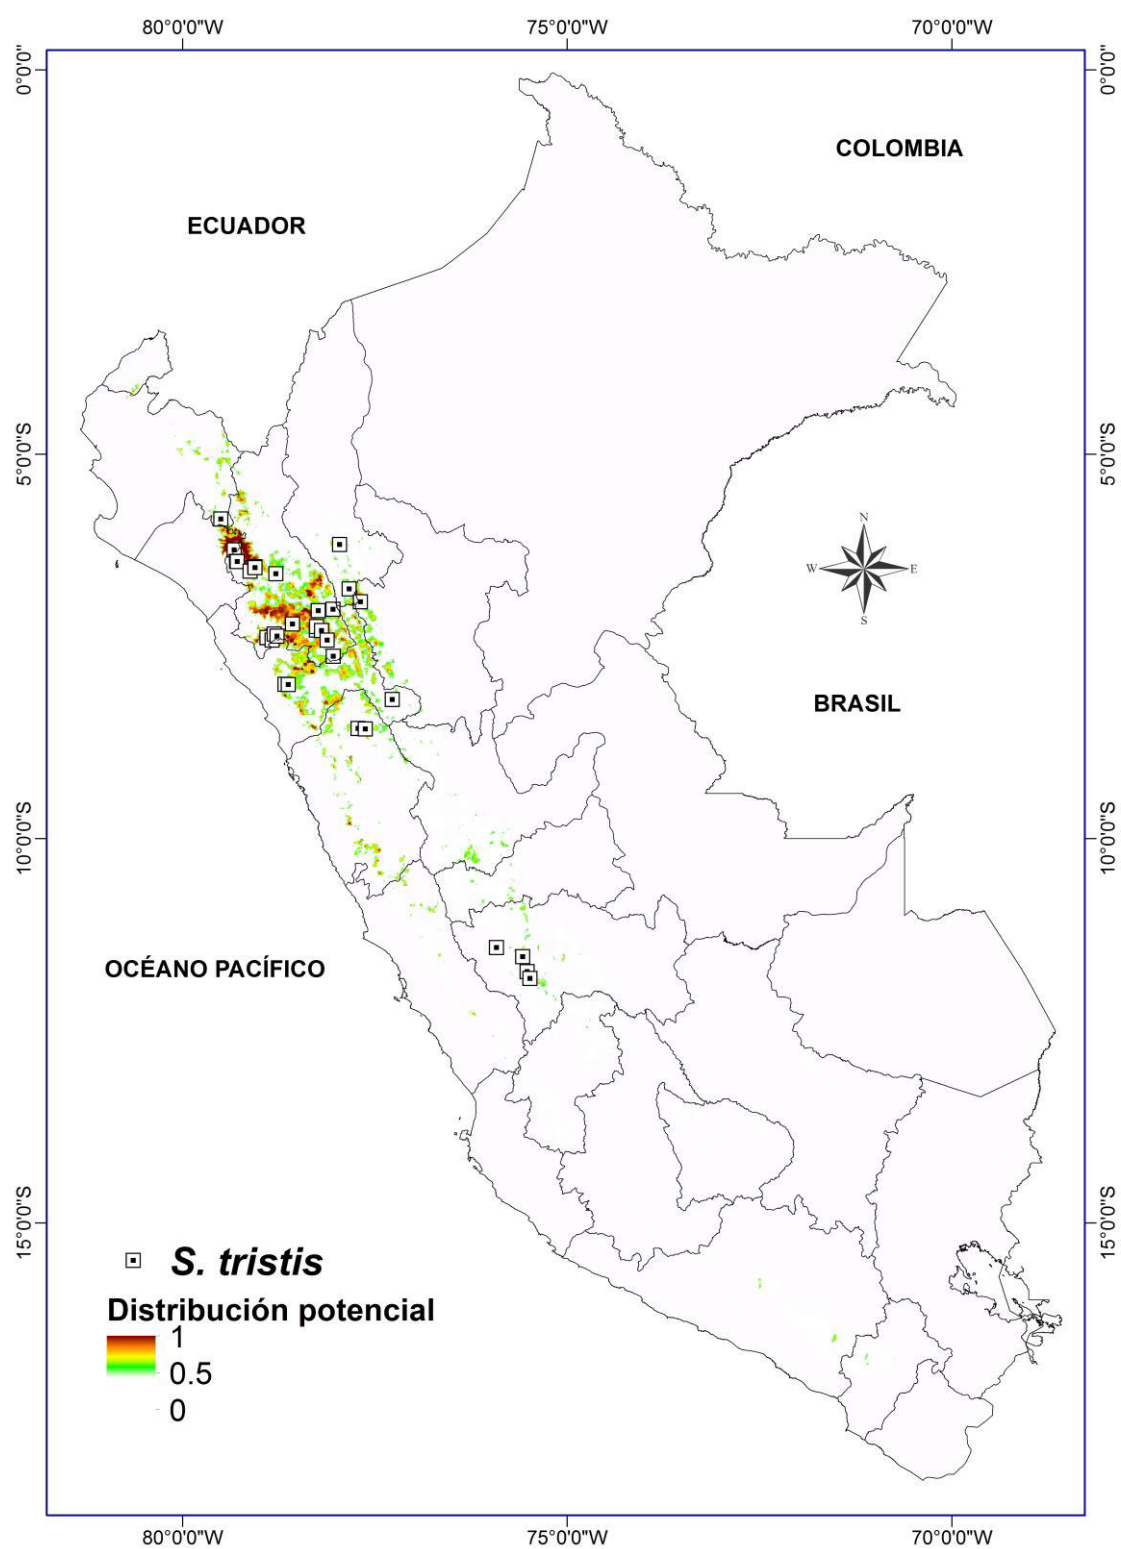 80°0'0"W 75°0'0"W 70°0'0"W
0°0'0" 0°0'0"
COLOMBIA
ECUADOR
5°0'0"S 5°0'0"S
N
W E
S
BRASIL
10°0'0"S 10°0'0"S
OCÉANO PACÍFICO
15°0'0"S 15°0'0"S
S. tristis
Distribución potencial
1
0.5
0
80°0'0"W 75°0'0"W 70°0'0"W